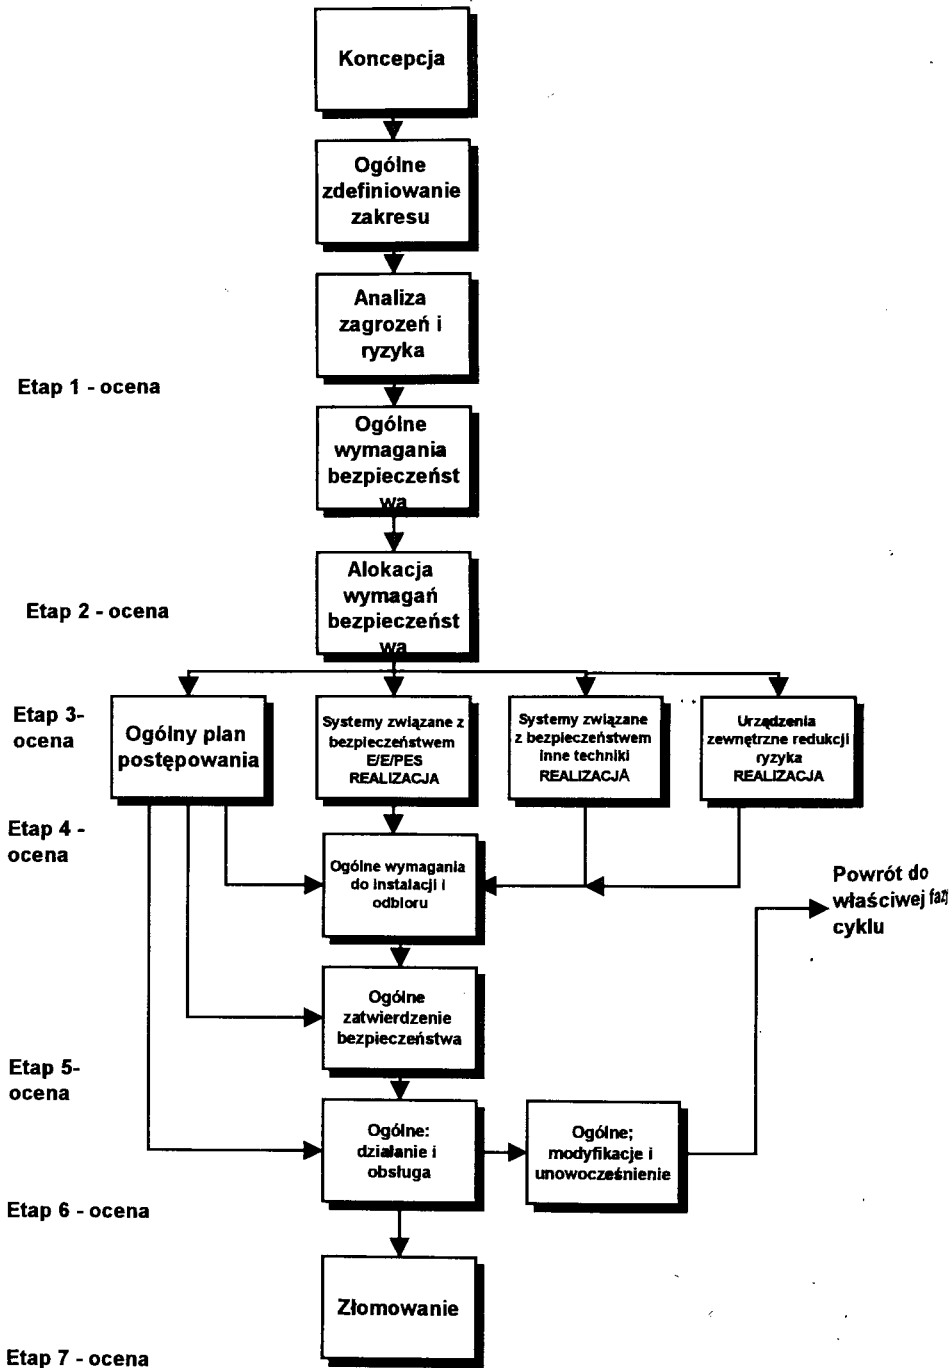 Koncepcja
Ogólne
zdefiniowanie
zakresu
Analiza
zagrozeń i
ryzyka
Etap 1 - ocena
Ogólne
wymagania
bezpieczeńst
wa
Alokacja
wymagań
bezpieczeńst
wa
Etap 2 - ocena
Etap 3-
ocena
Ogólny plan
postępowania
Systemy związane z
bezpieczeństwem
E/E/PES
REALIZACJA
Systemy związane
z bezpieczeństwem
inne techniki
REALIZACJA
Urządzenia
zewnętrzne redukcji
ryzyka
REALIZACJA
Etap 4 -
ocena
Ogólne wymagania
do instalacji i
odbioru
Powrót do
właściwej fazy
cyklu
Ogólne
zatwierdzenie
bezpieczeństwa
Etap 5-
ocena
Ogólne:
działanie i
obsługa
Ogólne;
modyfikacje i
unowocześnienie
Etap 6 - ocena
Złomowanie
Etap 7 - ocena